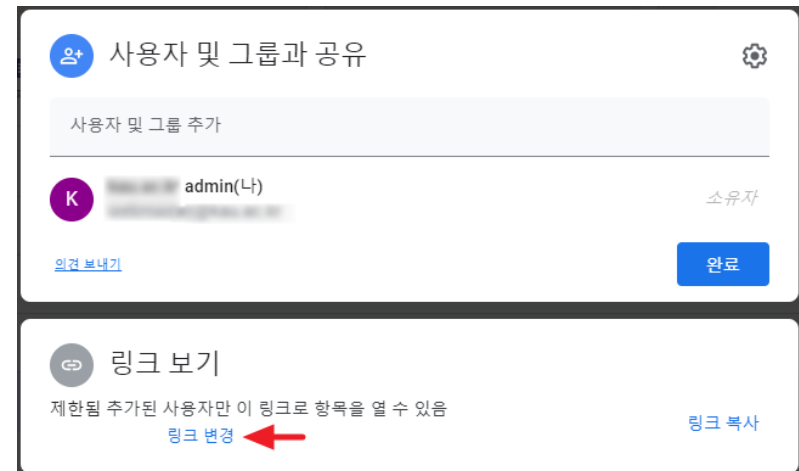 사용자 및 그룹과 공유
사용자 및 그룹 추가
K
admin(나)
소유자
의견 보내기
완료
링크 보기
제한됨 추가된 사용자만 이 링크로 항목을 열 수 있음
링크 변경
링크 복사